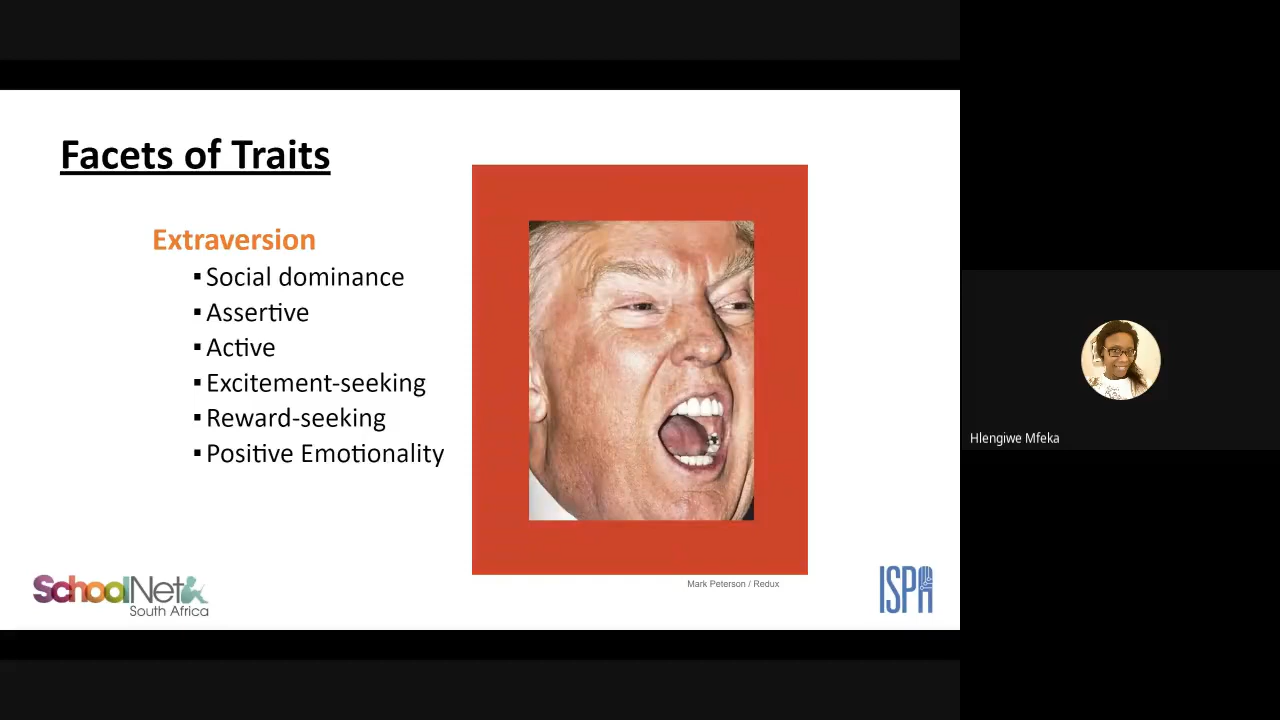 Facets of Traits
Extraversion
▪ Social dominance
▪ Assertive
▪ Active
▪ Excitement-seeking
▪ Reward-seeking
▪ Positive Emotionality
Mark Peterson / Redux
SchoolNet
South Africa
ISPA
Hlengiwe Mfeka